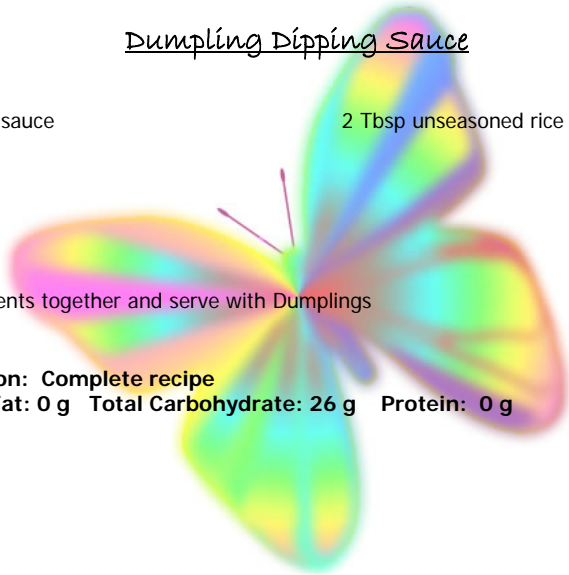 Dumpling Dipping Sauce
sauce 2 Tbsp unseasoned rice
ents together and serve with Dumplings
on: Complete recipe
at: 0 g Total Carbohydrate: 26 g Protein: 0 g